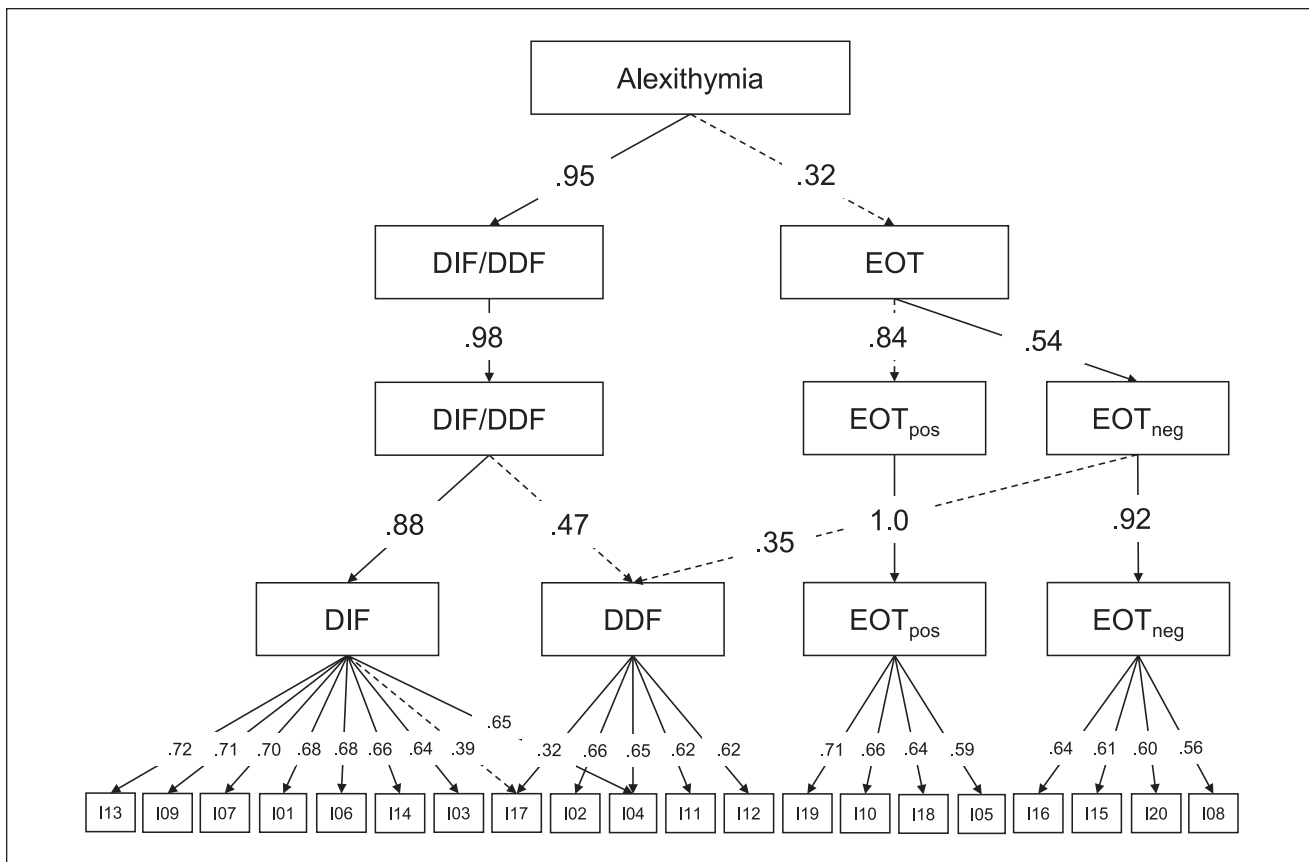 Alexithymia
.95 .32
DIF/DDF EOT
.98 .84 .54
DIF/DDF EOTpos EOTneg
.88 .47 .35 1.0 .92
DIF DDF EOTpos EOTneg
.65
.72 .71 .70 .68 .68 .66 .64 .39 .32 .66 .65 .62 .62 .71 .66 .64 .59 .64 .61 .60 .56
I13 I09 I07 I01 I06 I14 I03 I17 I02 I04 I11 I12 I19 I10 I18 I05 I16 I15 I20 I08